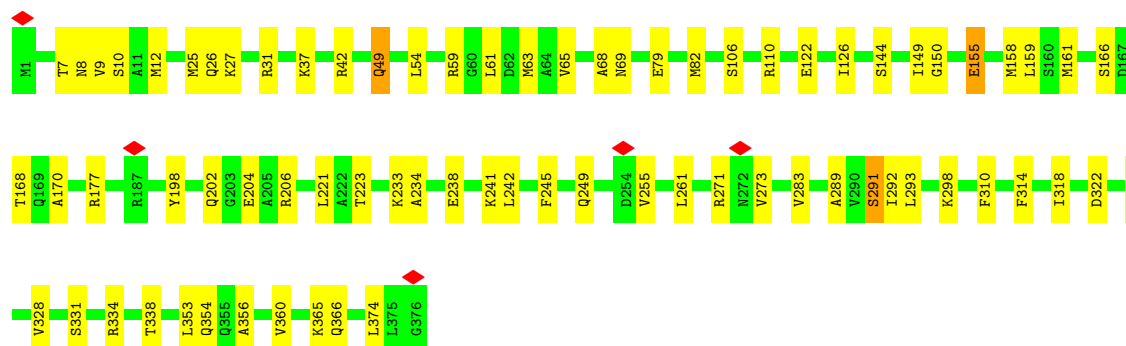 M1 T7 N8 V9 S10 A11 M12 M25 Q26 K27 R31 K37 R42 Q49 L54 R59 G60 L61 D62 M63 A64 V65 A68 N69 E79 M82 S106 R110 E122 I126 S144 I149 G150 E155 M158 L159 S160 M161 S166 D167
T168 Q169 A170 R177 R187 Y198 Q202 G203 E204 A205 R206 L221 A222 T223 K233 A234 E238 K241 L242 F245 Q249 D254 V255 L261 R271 N272 V273 V283 A289 V290 S291 I292 L293 K298 F310 F314 I318 D322
V328 S331 R334 T338 L353 Q354 Q355 A356 V360 K365 Q366 L374 L375 G376